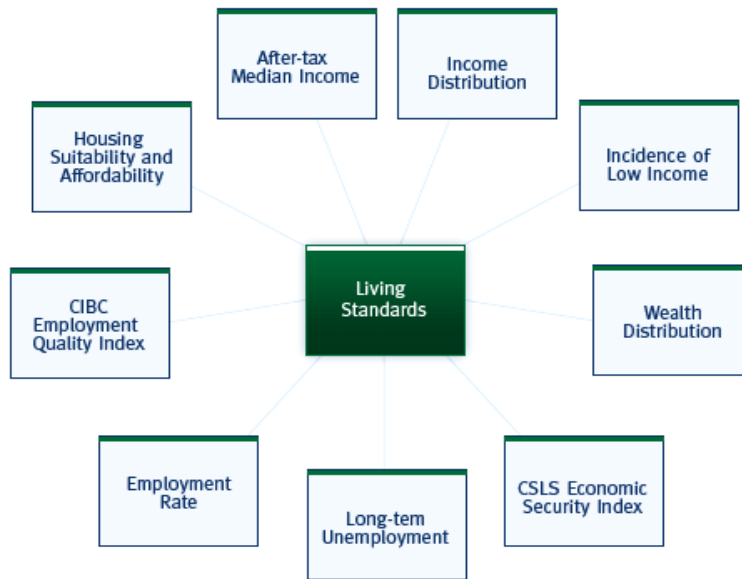 After-tax
Median Income
Income
Distribution
Housing
Suitability and
Affordability
Incidence of
Low Income
Living
Standards
CIBC
Employment
Quality Index
Wealth
Distribution
Employment
Rate
Long-tem
Unemployment
CSLS Economic
Security Index